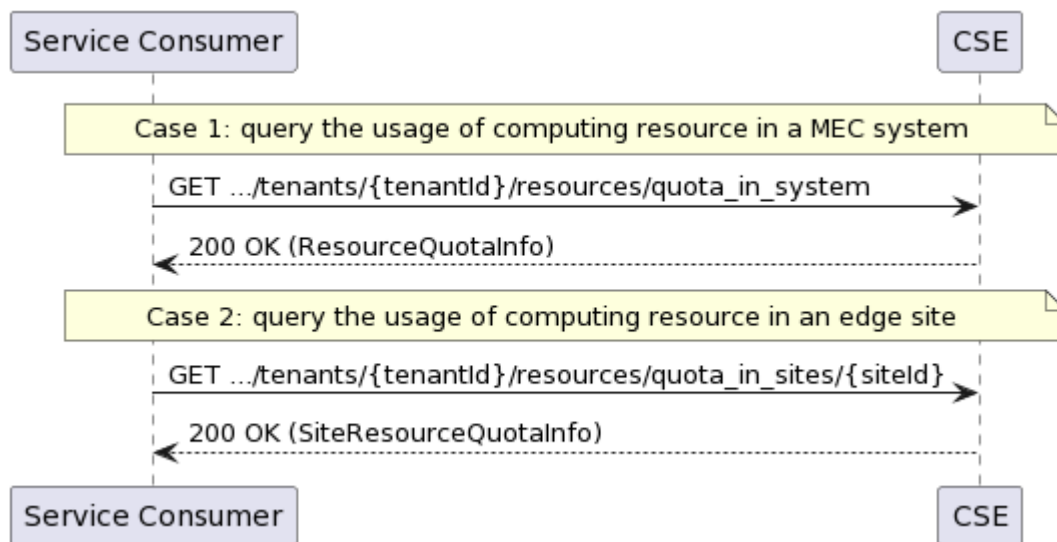 Service Consumer
CSE
Case 1: query the usage of computing resource in a MEC system
GET .../tenants/{tenantId}/resources/quota_in_system
200 OK (ResourceQuotaInfo)
Case 2: query the usage of computing resource in an edge site
GET .../tenants/{tenantId}/resources/quota_in_sites/{siteId}
200 OK (SiteResourceQuotaInfo)
Service Consumer
CSE